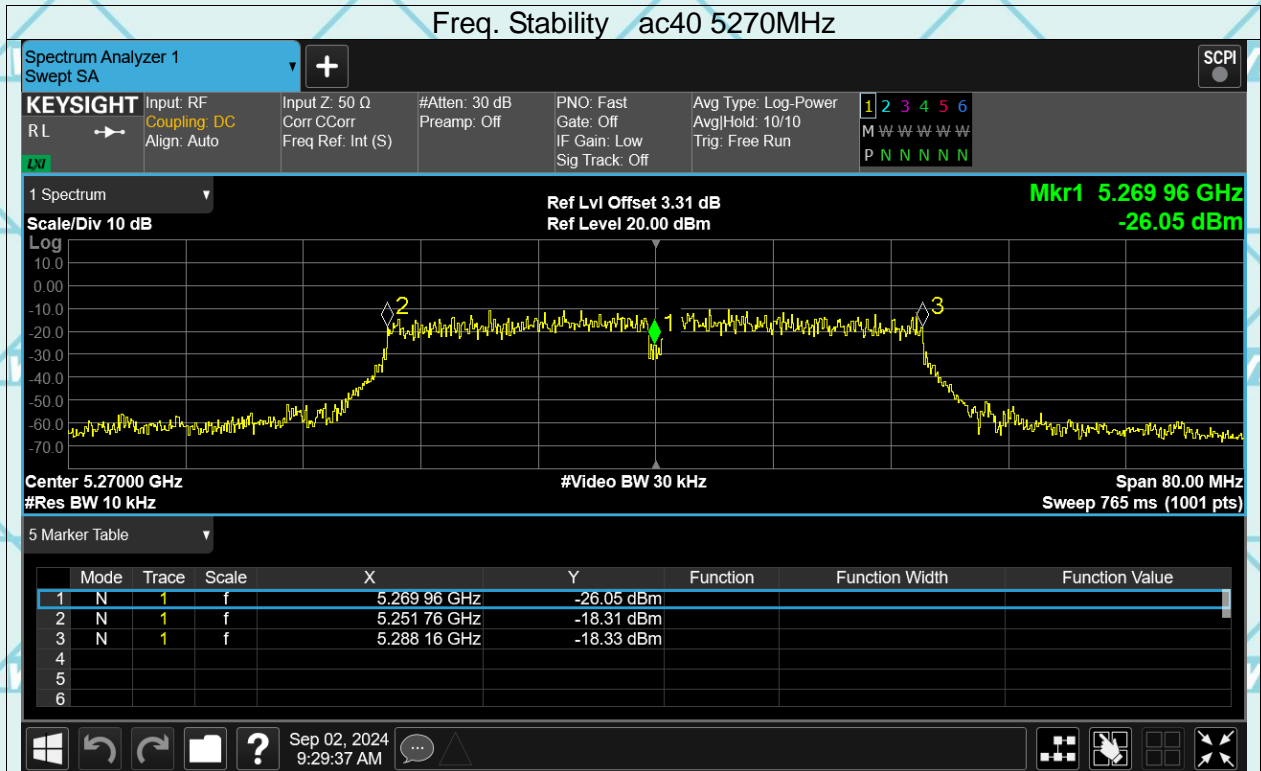 Freq. Stability ac40 5270MHz
Spectrum Analyzer 1
Swept SA
SCPI
KEYSIGHT
R L
LXI
Input: RF
Coupling: DC
Align: Auto
Input Z: 50 Ω
Corr CCorr
Freq Ref: Int (S)
#Atten: 30 dB
Preamp: Off
PNO: Fast
Gate: Off
IF Gain: Low
Sig Track: Off
Avg Type: Log-Power
Avg|Hold: 10/10
Trig: Free Run
1 2 3 4 5 6
M W W W W W
P N N N N N
1 Spectrum
Scale/Div 10 dB
Ref Lvl Offset 3.31 dB
Ref Level 20.00 dBm
Mkr1 5.269 96 GHz
-26.05 dBm
Log
10.0
0.00
-10.0
-20.0
-30.0
-40.0
-50.0
-60.0
-70.0
2
1
3
Center 5.27000 GHz
#Video BW 30 kHz
Span 80.00 MHz
#Res BW 10 kHz
Sweep 765 ms (1001 pts)
5 Marker Table
Mode Trace Scale X Y Function Function Width Function Value
1 N 1 f 5.269 96 GHz -26.05 dBm
2 N 1 f 5.251 76 GHz -18.31 dBm
3 N 1 f 5.288 16 GHz -18.33 dBm
4
5
6
?
Sep 02, 2024
9:29:37 AM